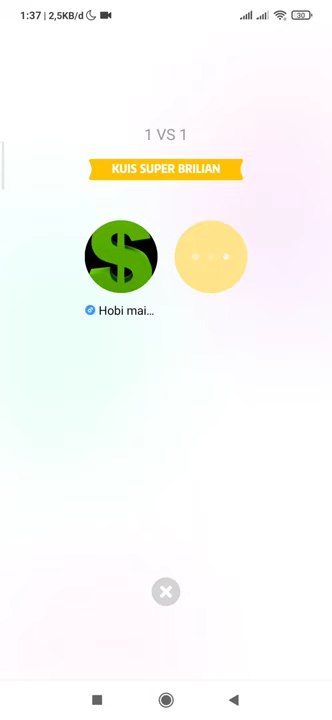 1:37 | 2,5KB/d
30
1 VS 1
KUIS SUPER BRILIAN
Hobi mai...